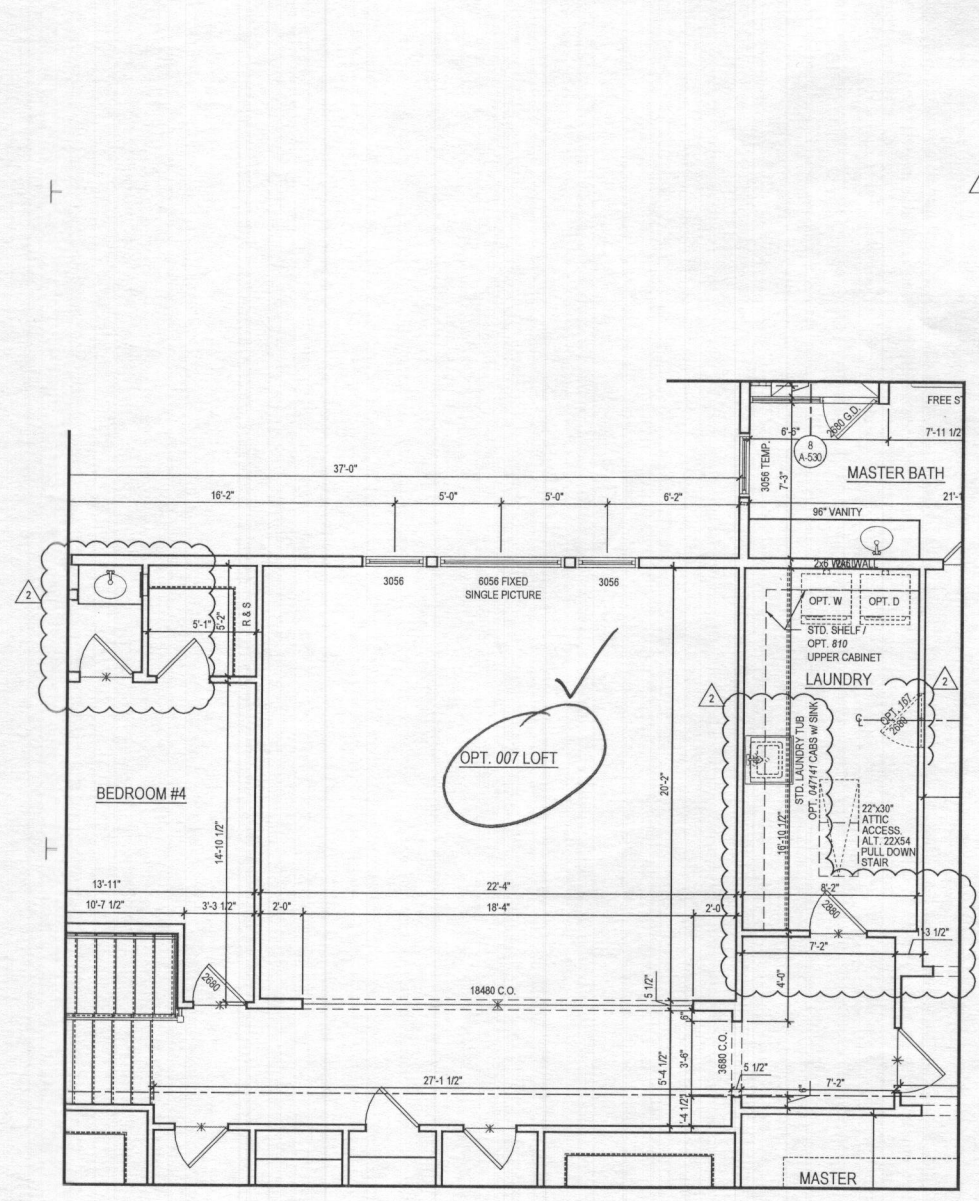 FREE S
2680 G.D.
6'-6"
7'-11 1/2
8
A-530
3056 TEMP.
7'-3"
MASTER BATH
37'-0"
16'-2"
5'-0"
5'-0"
6'-2"
21'-1
96" VANITY
3056
6056 FIXED
SINGLE PICTURE
3056
2x6 WALL
OPT. W
OPT. D
2
5'-1"
5'-2"
R & S
STD. SHELF /
OPT. 810
UPPER CABINET
LAUNDRY
2
2
OPT. 167
2680
OPT. 007 LOFT
BEDROOM #4
20'-2"
STD. LAUNDRY TUB
OPT. 047141 CABS w/ SINK
22"x30"
ATTIC
ACCESS.
ALT. 22X54
PULL DOWN
STAIR
14'-10 1/2"
16'-10 1/2"
13'-11"
22'-4"
8'-2"
10'-7 1/2"
3'-3 1/2"
2'-0"
18'-4"
2'-0
2880
7'-2"
3 1/2"
2680
18480 C.O.
5 1/2"
4'-0"
6"
5'-4 1/2"
3'-6"
3680 C.O.
27'-1 1/2"
5 1/2"
7'-2"
6"
-4 1/2"
MASTER